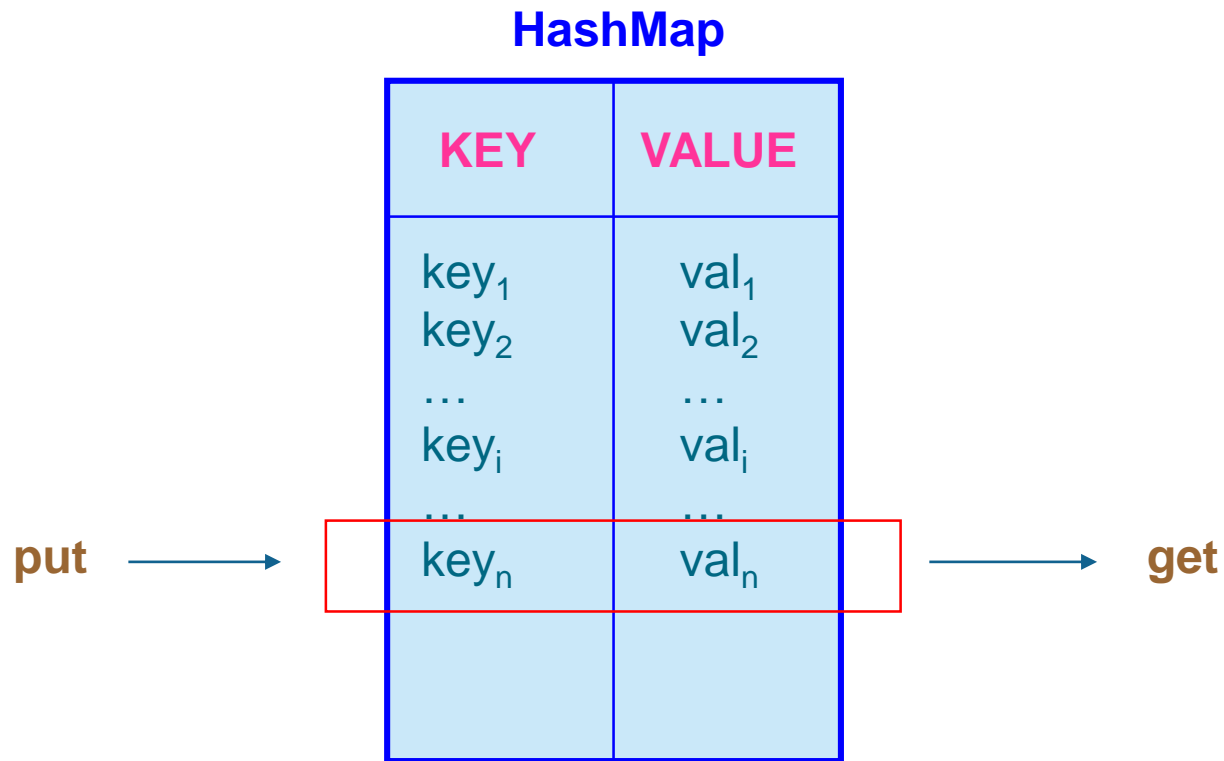 HashMap
KEY VALUE
key₁ val₁
key₂ val₂
… …
keyᵢ valᵢ
… …
put keyₙ valₙ get